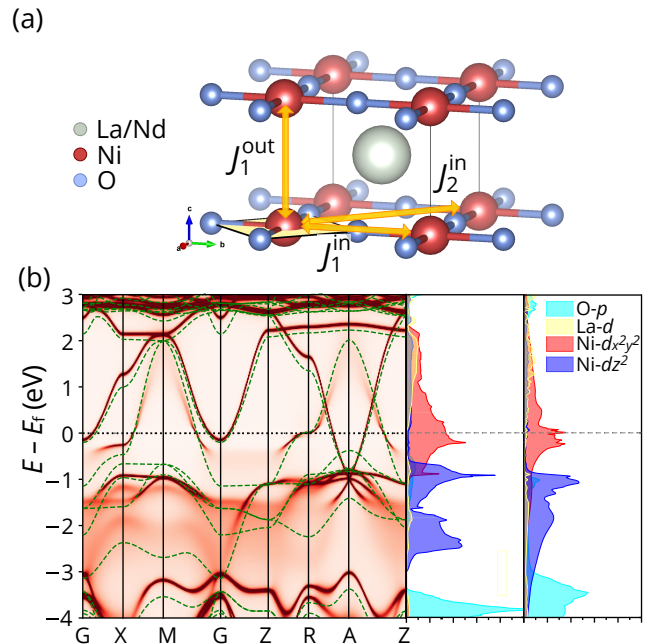 (a)
La/Nd
Ni
O
J₁ᵒᵘᵗ
J₂ⁱⁿ
J₁ⁱⁿ
c
a
b
(b)
E − E_f (eV)
3
2
1
0
−1
−2
−3
−4
G X M G Z R A Z
O-p
La-d
Ni-dx²y²
Ni-dz²